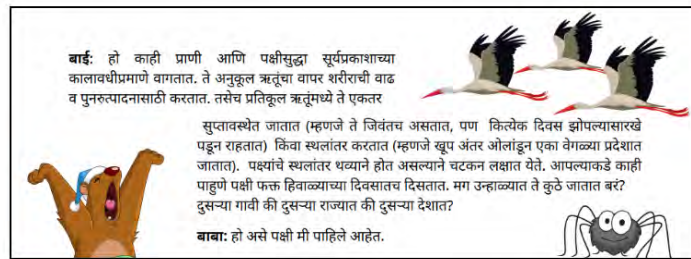 बाई: हो काही प्राणी आणि पक्षीसुद्धा सूर्यप्रकाशाच्या
कालावधीप्रमाणे वागतात. ते अनुकूल ऋतूंचा वापर शरीराची वाढ
व पुनरुत्पादनासाठी करतात. तसेच प्रतिकूल ऋतूंमध्ये ते एकतर
सुप्तावस्थेत जातात (म्हणजे ते जिवंतच असतात, पण कित्येक दिवस झोपल्यासारखे
पडून राहतात) किंवा स्थलांतर करतात (म्हणजे खूप अंतर ओलांडून एका वेगळ्या प्रदेशात
जातात). पक्ष्यांचे स्थलांतर थव्याने होत असल्याने चटकन लक्षात येते. आपल्याकडे काही
पाहुणे पक्षी फक्त हिवाळ्याच्या दिवसातच दिसतात. मग उन्हाळ्यात ते कुठे जातात बरं?
दुसऱ्या गावी की दुसऱ्या राज्यात की दुसऱ्या देशात?
बाबा: हो असे पक्षी मी पाहिले आहेत.